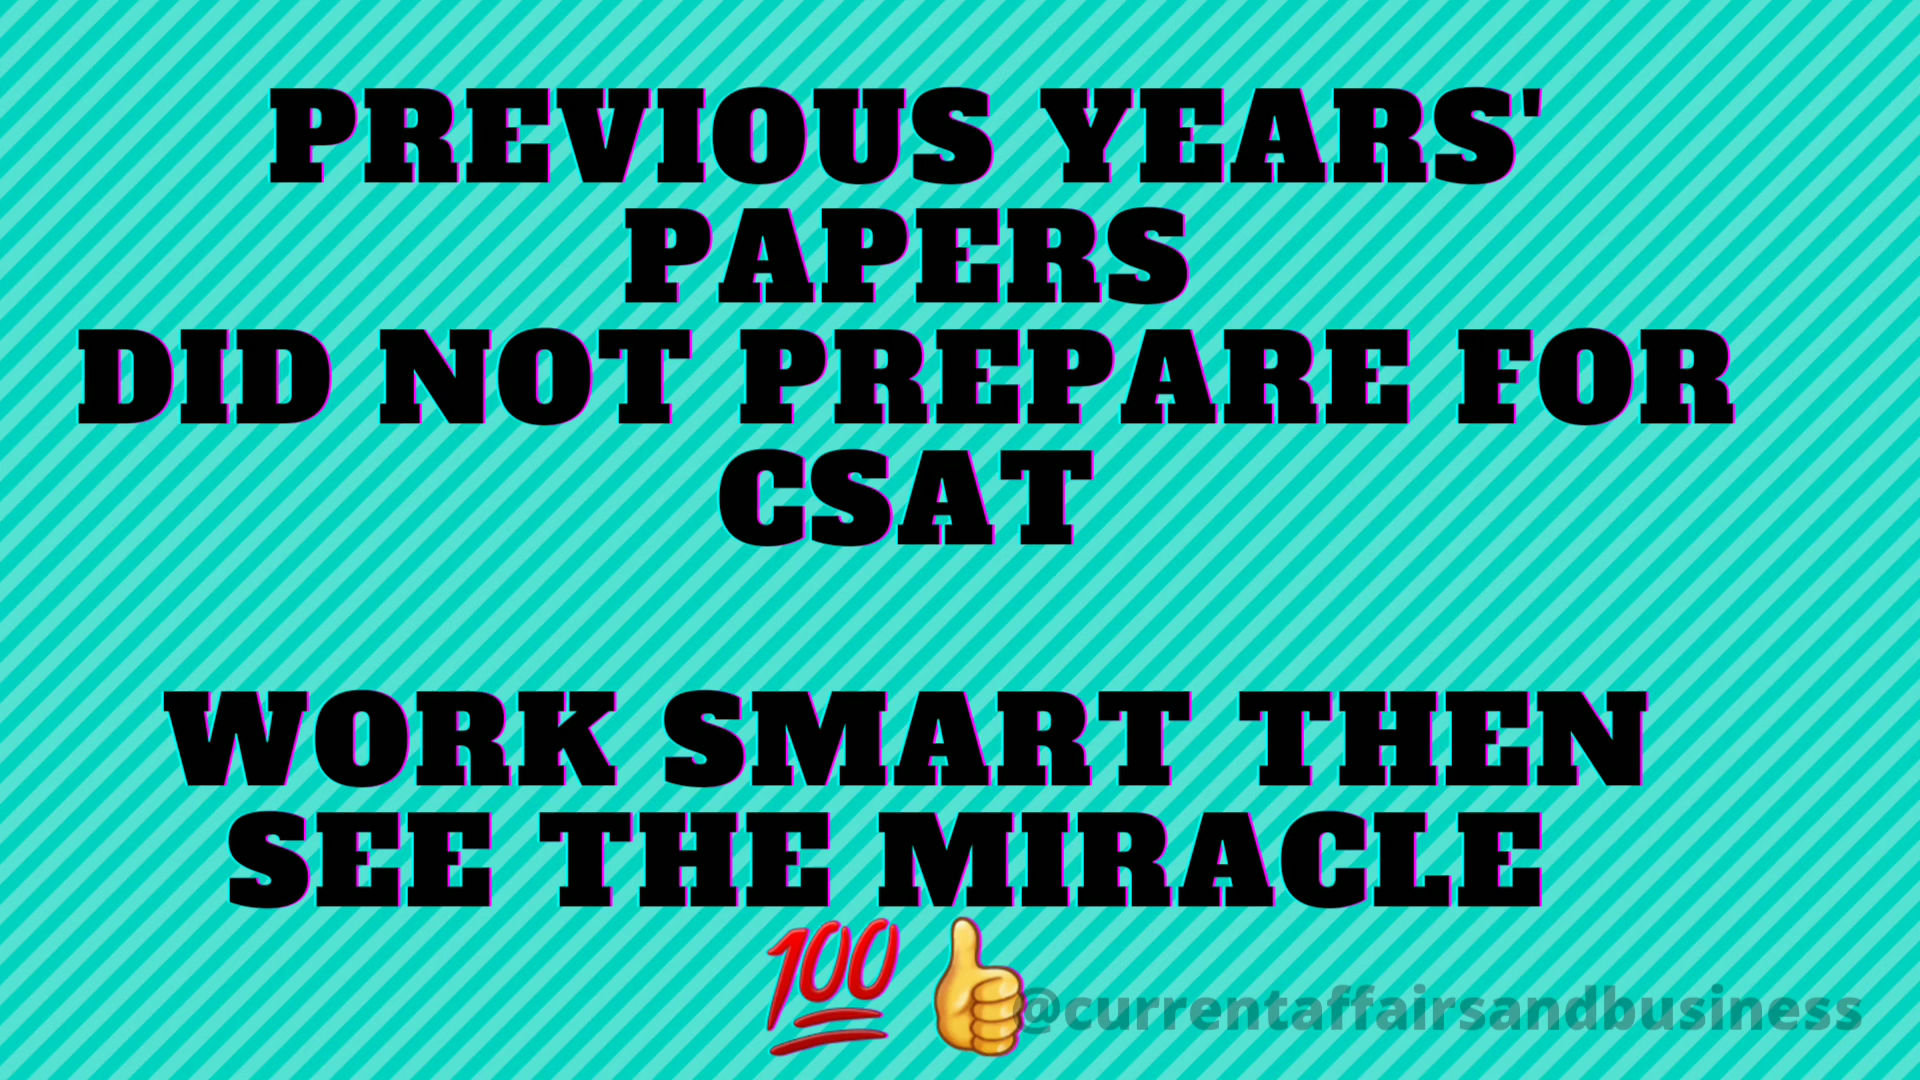 PREVIOUS YEARS'
PAPERS
DID NOT PREPARE FOR
CSAT
WORK SMART THEN
SEE THE MIRACLE
💯 👍
@currentaffairsandbusiness